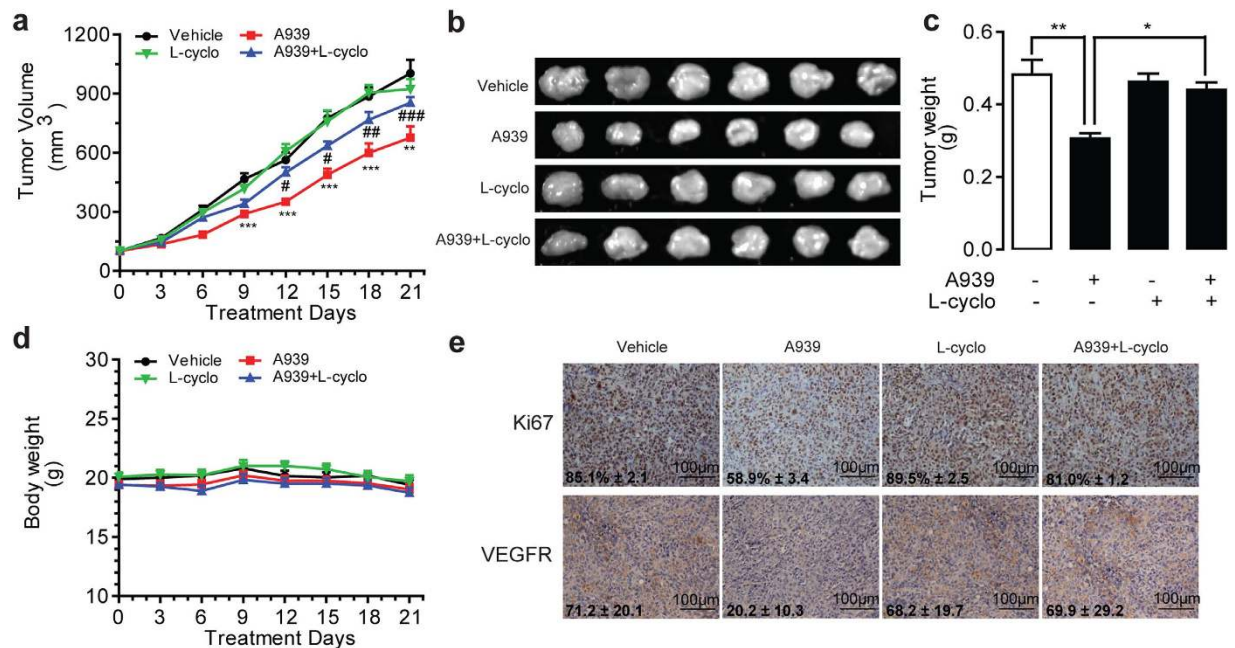 a
Vehicle A939
L-cyclo A939+L-cyclo
Tumor Volume
(mm3)
1200
900
600
300
0
###
##
#
#
**
***
***
***
***
0 3 6 9 12 15 18 21
Treatment Days
b
Vehicle
A939
L-cyclo
A939+L-cyclo
c
** *
Tumor weight
(g)
0.6
0.4
0.2
0.0
A939 - + - +
L-cyclo - - + +
d
Vehicle A939
L-cyclo A939+L-cyclo
Body weight
(g)
30
25
20
15
10
0 3 6 9 12 15 18 21
Treatment Days
e
Vehicle A939 L-cyclo A939+L-cyclo
Ki67
100μm 100μm 100μm 100μm
85.1% ± 2.1 58.9% ± 3.4 89.5% ± 2.5 81.0% ± 1.2
VEGFR
100μm 100μm 100μm 100μm
71.2 ± 20.1 20.2 ± 10.3 68.2 ± 19.7 69.9 ± 29.2